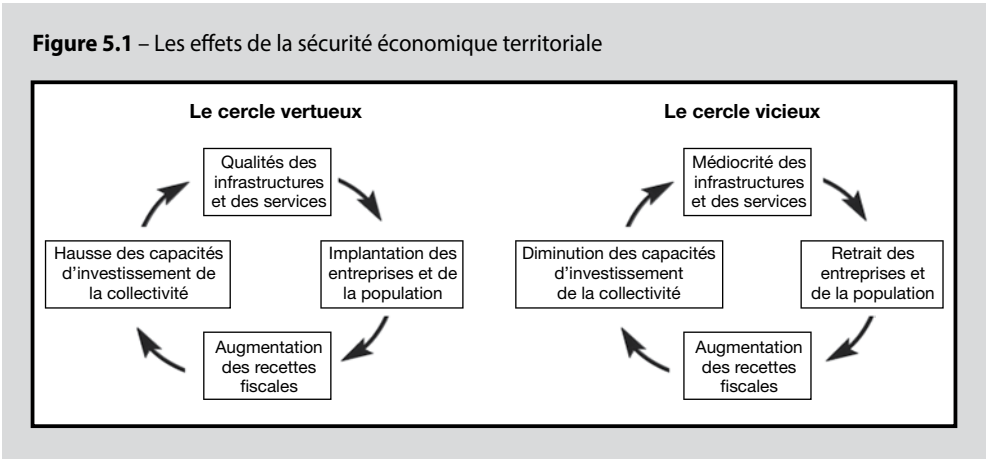 Figure 5.1 – Les effets de la sécurité économique territoriale
Le cercle vertueux
Qualités des
infrastructures
et des services
Implantation des
entreprises et de
la population
Augmentation
des recettes
fiscales
Hausse des capacités
d’investissement de
la collectivité
Le cercle vicieux
Médiocrité des
infrastructures
et des services
Retrait des
entreprises et
de la population
Augmentation
des recettes
fiscales
Diminution des capacités
d’investissement
de la collectivité